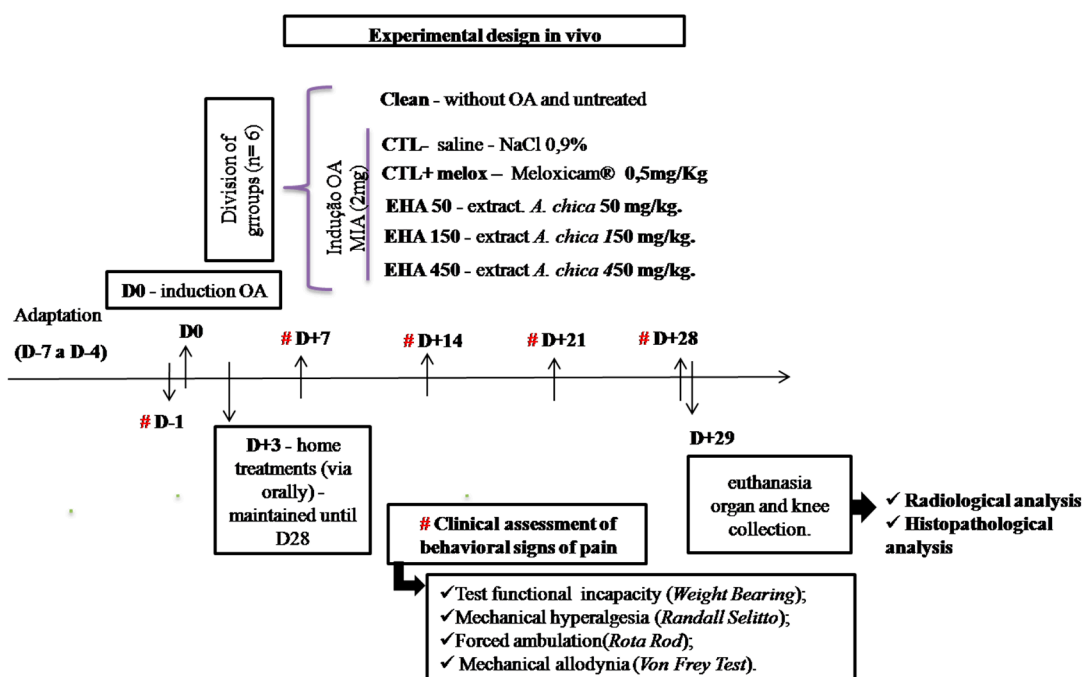 Experimental design in vivo
Division of
grroups (n= 6)
Indução OA
MIA (2mg)
Clean - without OA and untreated
CTL– saline - NaCl 0,9%
CTL+ melox – Meloxicam® 0,5mg/Kg
EHA 50 - extract. A. chica 50 mg/kg.
EHA 150 - extract A. chica 150 mg/kg.
EHA 450 - extract A. chica 450 mg/kg.
D0 - induction OA
Adaptation
(D-7 a D-4)
D0
# D+7
# D+14
# D+21
# D+28
# D-1
D+29
D+3 - home
treatments (via
orally) -
maintained until
D28
# Clinical assessment of
behavioral signs of pain
euthanasia
organ and knee
collection.
✓ Radiological analysis
✓ Histopathological
analysis
✓Test functional incapacity (Weight Bearing);
✓Mechanical hyperalgesia (Randall Selitto);
✓Forced ambulation(Rota Rod);
✓ Mechanical allodynia (Von Frey Test).